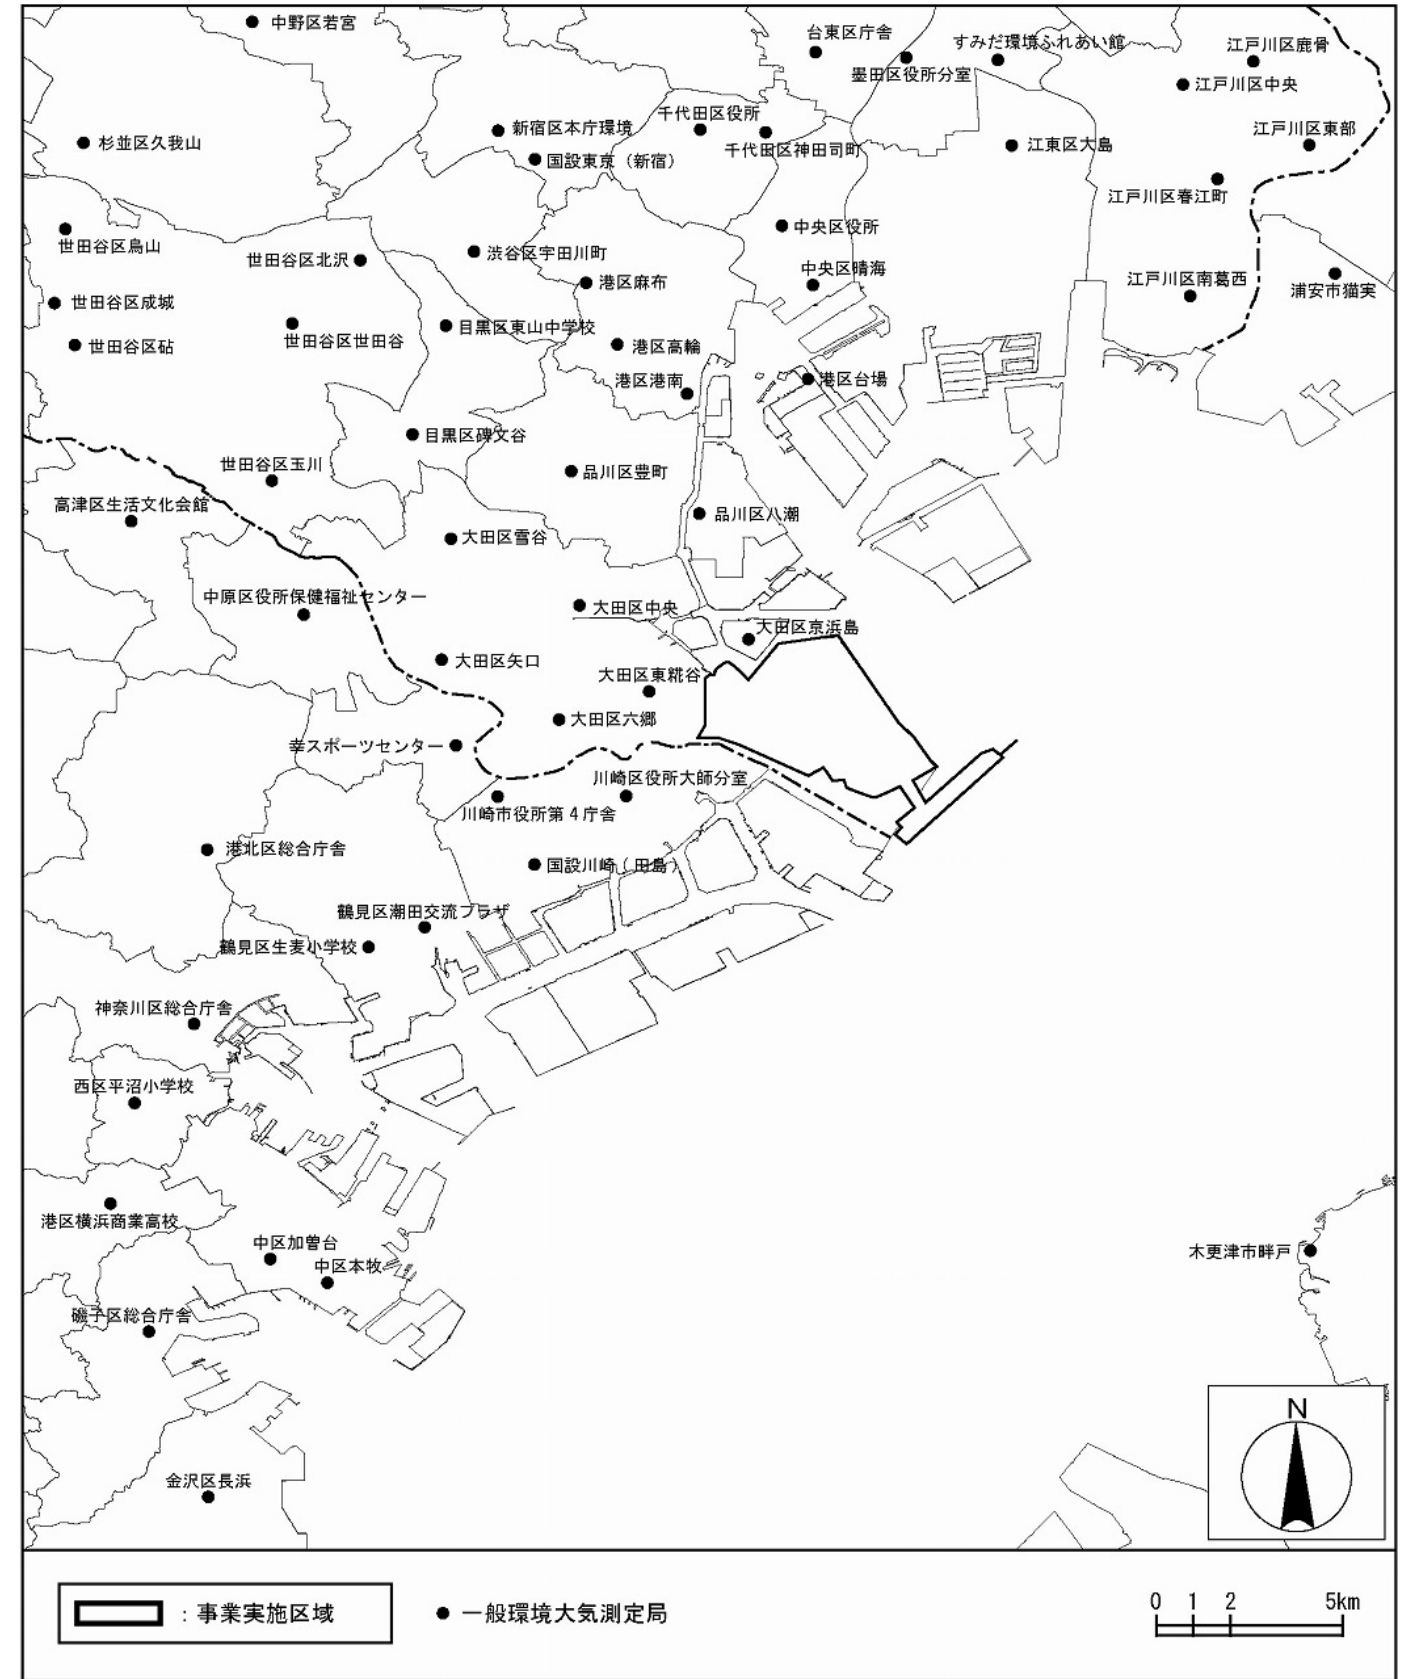 中野区若宮
台東区庁舎
すみだ環境ふれあい館
江戸川区鹿骨
墨田区役所分室
江戸川区中央
千代田区役所
新宿区本庁環境
江戸川区東部
杉並区久我山
千代田区神田司町
江東区大島
国設東京（新宿）
江戸川区春江町
中央区役所
世田谷区烏山
渋谷区宇田川町
世田谷区北沢
中央区晴海
港区麻布
江戸川区南葛西
浦安市猫実
世田谷区成城
目黒区東山中学校
世田谷区世田谷
世田谷区砧
港区高輪
港区港南
港区台場
目黒区碑文谷
世田谷区玉川
品川区豊町
高津区生活文化会館
品川区八潮
大田区雪谷
中原区役所保健福祉センター
大田区中央
大田区京浜島
大田区矢口
大田区東糀谷
大田区六郷
幸スポーツセンター
川崎区役所大師分室
川崎市役所第4庁舎
港北区総合庁舎
国設川崎（田島）
鶴見区潮田交流プラザ
鶴見区生麦小学校
神奈川区総合庁舎
西区平沼小学校
港区横浜商業高校
中区加曽台
木更津市畔戸
中区本牧
磯子区総合庁舎
N
金沢区長浜
：事業実施区域
一般環境大気測定局
0 1 2 5km